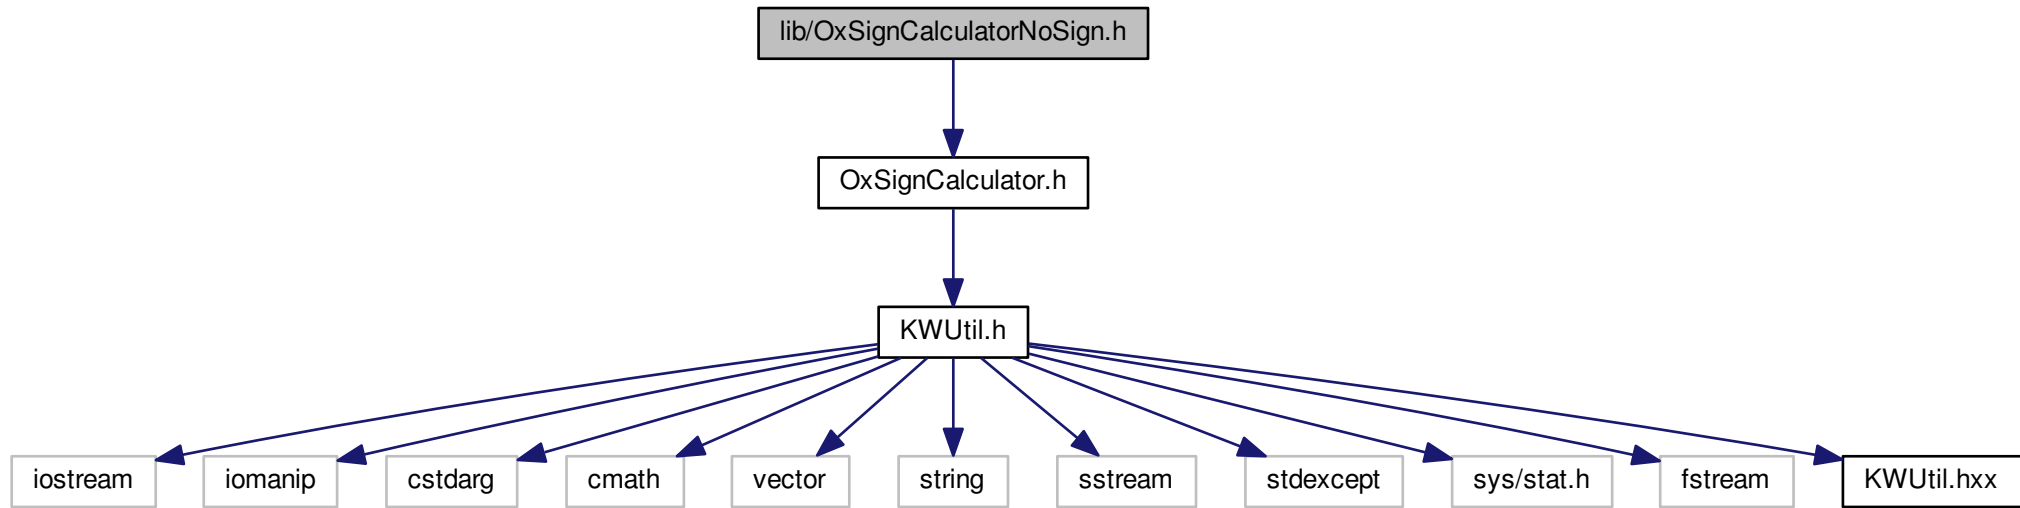 lib/OxSignCalculatorNoSign.h
OxSignCalculator.h
KWUtil.h
iostream
iomanip
cstdarg
cmath
vector
string
sstream
stdexcept
sys/stat.h
fstream
KWUtil.hxx